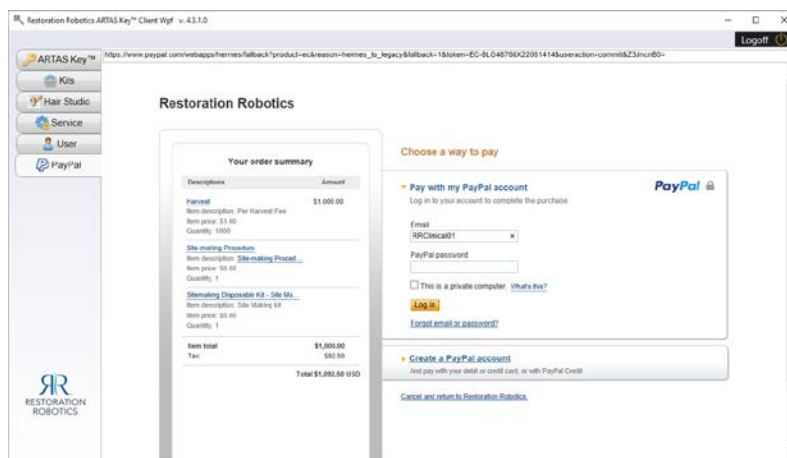 Restoration Robotics ARTAS Key™ Client Wpf v. 4.3.1.0
Logoff
ARTAS Key™
Kits
Hair Studio
Service
User
PayPal
RR
RESTORATION
ROBOTICS
Restoration Robotics
Your order summary
Descriptions Amount
Harvest $1,000.00
Item description: Per Harvest Fee
Item price: $1.00
Quantity: 1000
Site-making Procedure
Item description: Site-making Proced...
Item price: $0.00
Quantity: 1
Sitemaking Disposable Kit - Site Ma...
Item description: Site Making kit
Item price: $0.00
Quantity: 1
Item total $1,000.00
Tax: $92.50
Total $1,092.50 USD
Choose a way to pay
Pay with my PayPal account
PayPal
Log in to your account to complete the purchase
Email
RRClinical01
PayPal password
This is a private computer. What's this?
Log in
Forgot email or password?
Create a PayPal account
And pay with your debit or credit card, or with PayPal Credit
Cancel and return to Restoration Robotics.